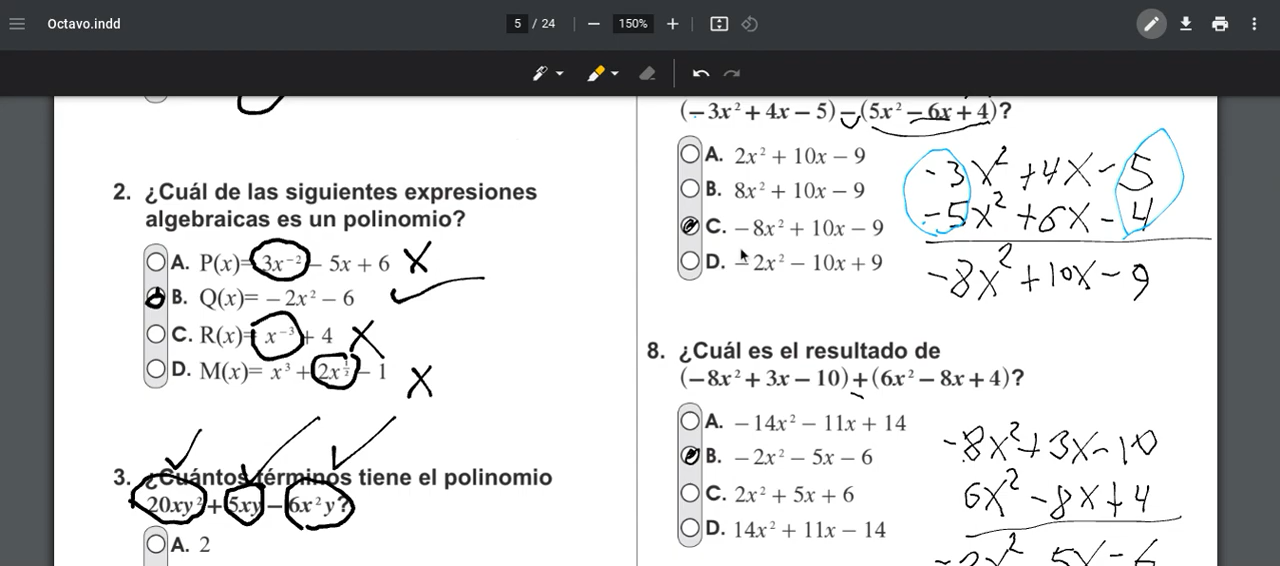 Octavo.indd 5 / 24 150%
2. ¿Cuál de las siguientes expresiones
algebraicas es un polinomio?
A. P(x)= 3x⁻² – 5x + 6
B. Q(x)= – 2x² – 6
C. R(x)= x⁻³ + 4
D. M(x)= x³ + 2x^½ – 1
3. ¿Cuántos términos tiene el polinomio
20xy² + 5xy – 6x²y?
A. 2
(– 3x² + 4x – 5) – (5x² – 6x + 4)?
A. 2x² + 10x – 9
B. 8x² + 10x – 9
C. – 8x² + 10x – 9
D. – 2x² – 10x + 9
-3x² +4x - 5
-5x² +6x - 4
-8x² +10x - 9
8. ¿Cuál es el resultado de
(– 8x² + 3x – 10) + (6x² – 8x + 4)?
A. – 14x² – 11x + 14
B. – 2x² – 5x – 6
C. 2x² + 5x + 6
D. 14x² + 11x – 14
-8x²+3x-10
6x² -8x+4